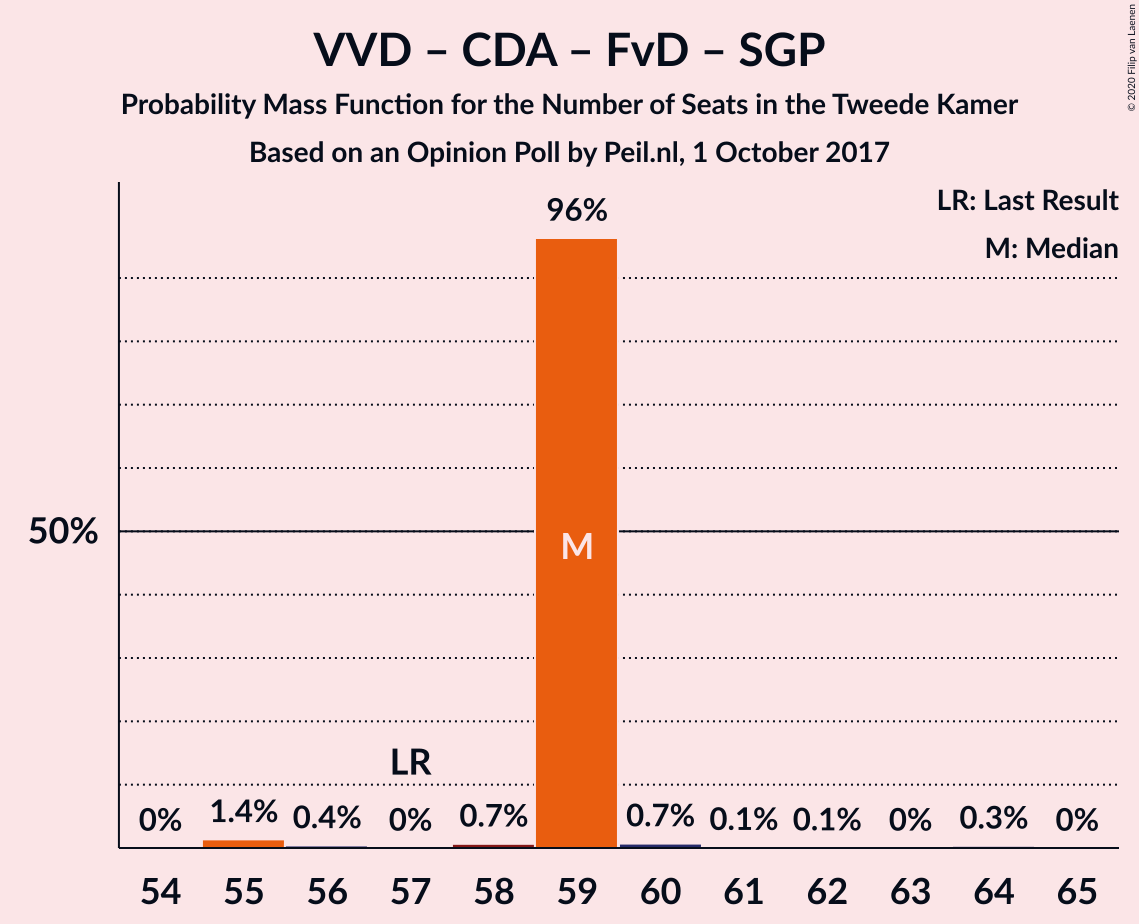 VVD – CDA – FvD – SGP
Probability Mass Function for the Number of Seats in the Tweede Kamer
Based on an Opinion Poll by Peil.nl, 1 October 2017
© 2020 Filip van Laenen
LR: Last Result
M: Median
96%
50%
M
LR
0% 1.4% 0.4% 0% 0.7% 0.7% 0.1% 0.1% 0% 0.3% 0%
54 55 56 57 58 59 60 61 62 63 64 65